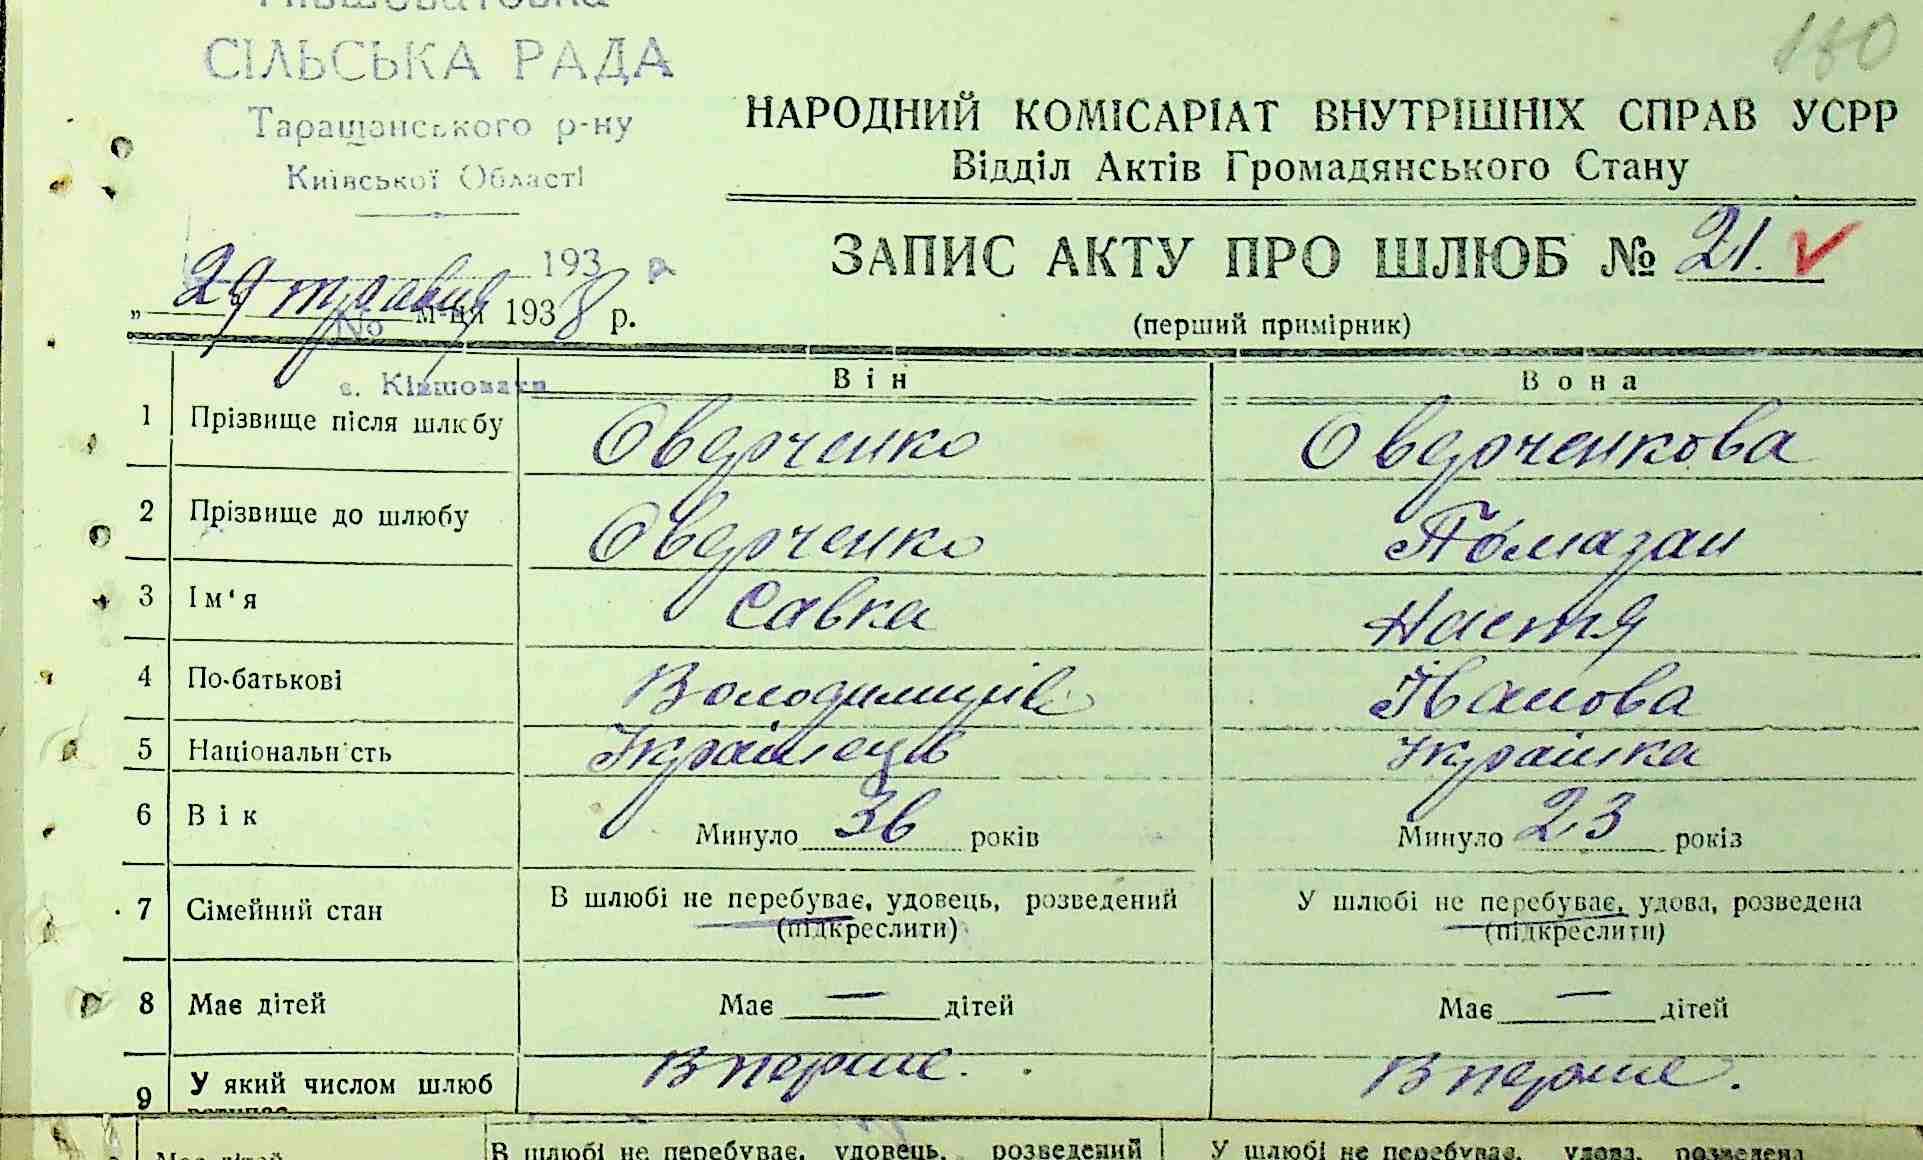 СІЛЬСЬКА РАДА
Таращанського р-ну
Київської Області
180
НАРОДНИЙ КОМІСАРІАТ ВНУТРІШНІХ СПРАВ УСРР
Відділ Актів Громадянського Стану
ЗАПИС АКТУ ПРО ШЛЮБ № 21.
(перший примірник)
193 р
„ 29 травня м-ця 1938 р.
№
с. Ківшовати
Він Вона
1 Прізвище після шлюбу Оверченко Оверченкова
2 Прізвище до шлюбу Оверченко Помазан
3 Ім'я Савка Настя
4 По-батькові Володимирів Іванова
5 Національність Українець Українка
6 Вік Минуло 36 років Минуло 23 років
7 Сімейний стан В шлюбі не перебуває, удовець, розведений У шлюбі не перебуває, удова, розведена
(підкреслити) (підкреслити)
8 Має дітей Має — дітей Має — дітей
9 У який числом шлюб Вперше. Вперше.
Має дітей В шлюбі не перебуває, удовець, розведений У шлюбі не перебуває, удова, розведена